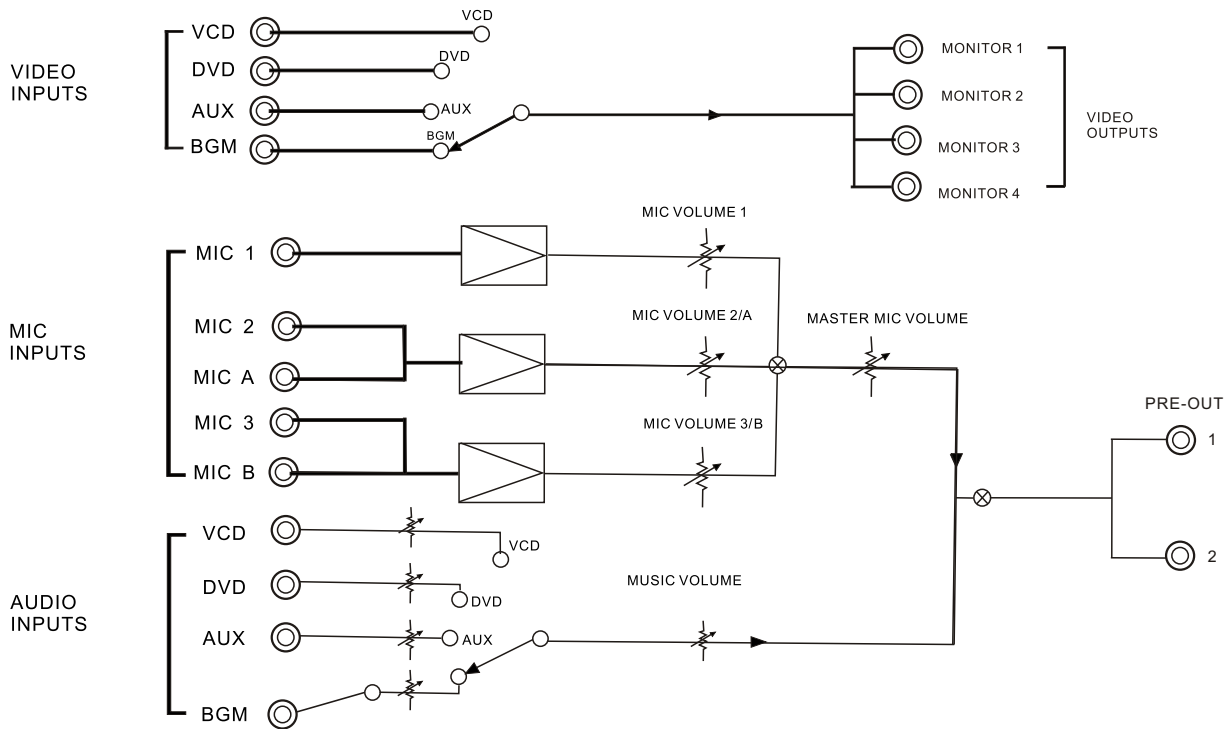 VIDEO
INPUTS
VCD
DVD
AUX
BGM
VCD
DVD
AUX
BGM
MONITOR 1
MONITOR 2
MONITOR 3
MONITOR 4
VIDEO
OUTPUTS
MIC
INPUTS
MIC 1
MIC 2
MIC A
MIC 3
MIC B
MIC VOLUME 1
MIC VOLUME 2/A
MIC VOLUME 3/B
MASTER MIC VOLUME
PRE-OUT
1
2
AUDIO
INPUTS
VCD
DVD
AUX
BGM
VCD
DVD
AUX
MUSIC VOLUME